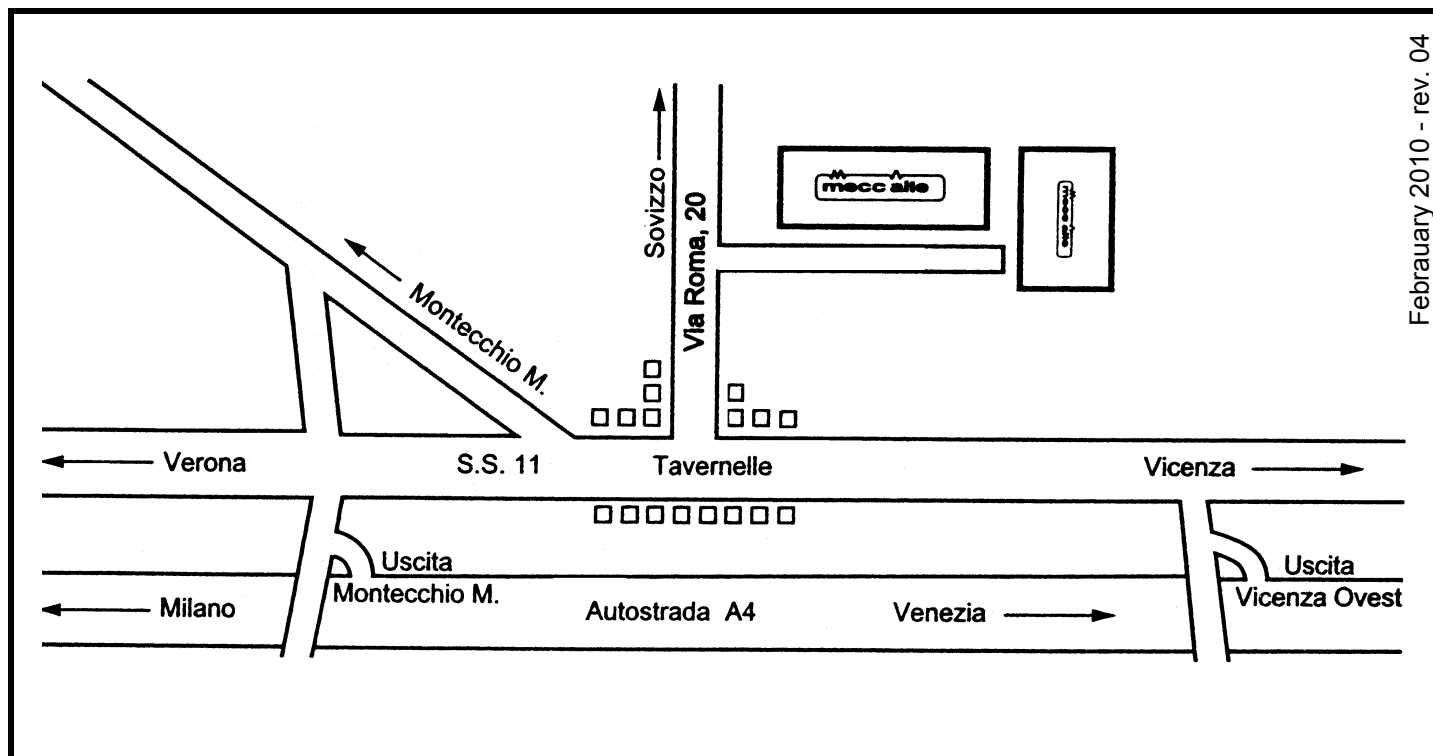 Febrauary 2010 - rev. 04
Sovizzo
Via Roma, 20
mecc alte
mecc alte
Montecchio M.
Verona
S.S. 11
Tavernelle
Vicenza
Uscita
Montecchio M.
Uscita
Vicenza Ovest
Milano
Autostrada A4
Venezia